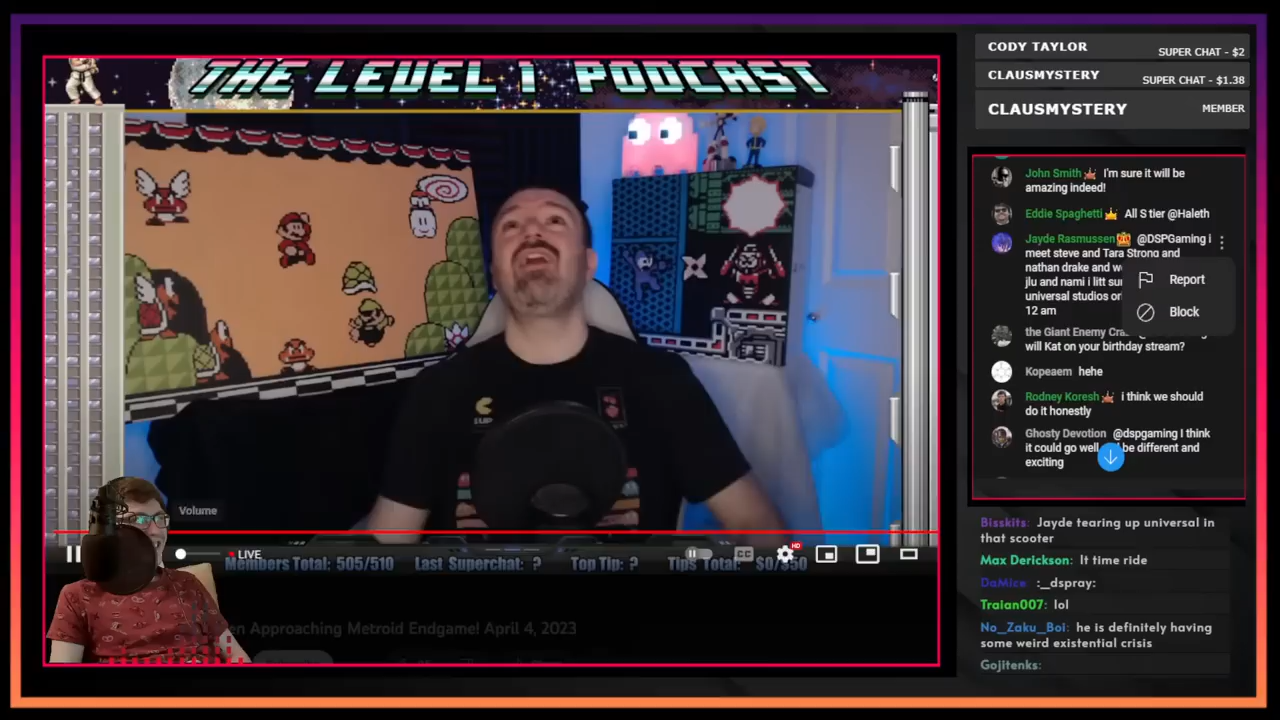 THE LEVEL 1 PODCAST
1UP
Volume
LIVE
CC
HD
Members Total: 505/510 Last Superchat: ? Top Tip: ? Tips Total: $0/$50
en Approaching Metroid Endgame! April 4, 2023
CODY TAYLOR SUPER CHAT - $2
CLAUSMYSTERY SUPER CHAT - $1.38
CLAUSMYSTERY MEMBER
John Smith I'm sure it will be
amazing indeed!
Eddie Spaghetti All S tier @Haleth
Jayde Rasmussen @DSPGaming i
meet steve and Tara Strong and
nathan drake and w
jlu and nami i litt sur
universal studios or
12 am
Report
Block
the Giant Enemy Cra
will Kat on your birthday stream?
Kopeaem hehe
Rodney Koresh i think we should
do it honestly
Ghosty Devotion @dspgaming I think
it could go well be different and
exciting
Bisskits: Jayde tearing up universal in
that scooter
Max Derickson: It time ride
DaMice :_dspray:
Traian007: lol
No_Zaku_Boi: he is definitely having
some weird existential crisis
Gojitenks: